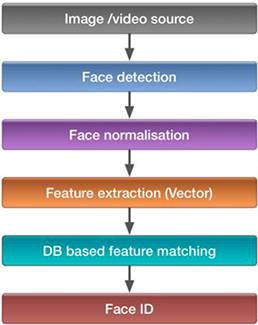 Image /video source
Face detection
Face normalisation
Feature extraction (Vector)
DB based feature matching
Face ID